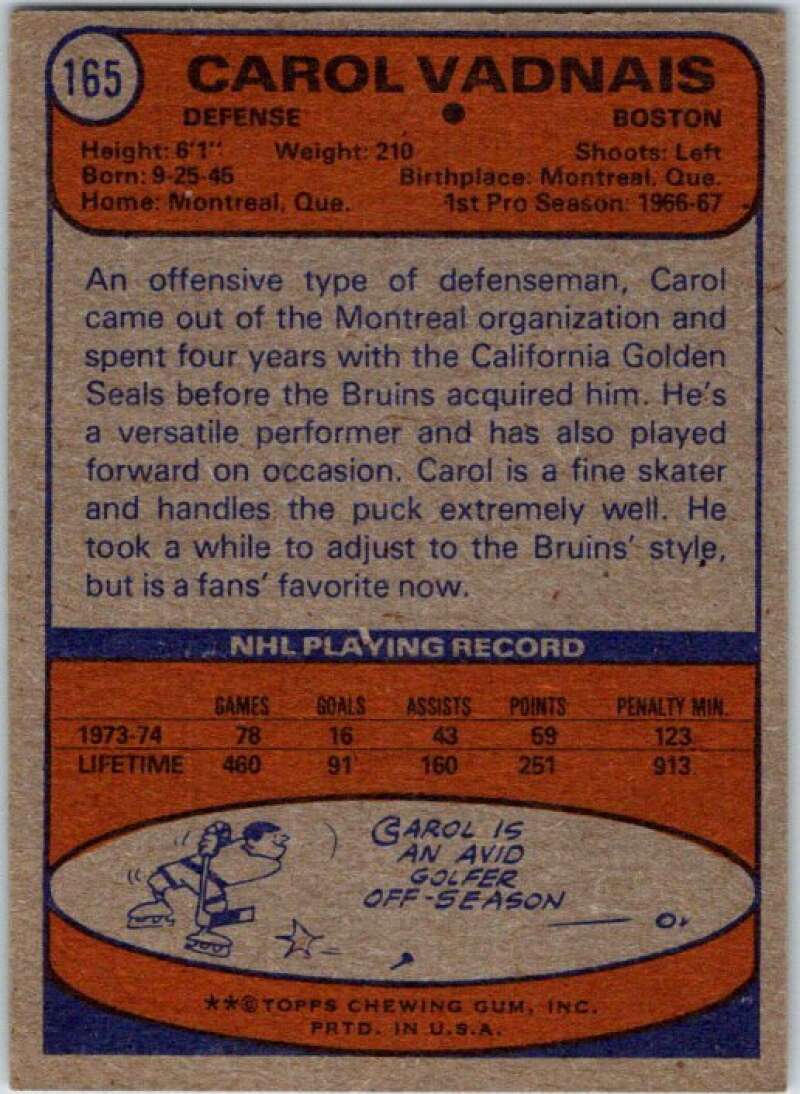 165
CAROL VADNAIS
DEFENSE • BOSTON
Height: 6'1" Weight: 210 Shoots: Left
Born: 9-25-45 Birthplace: Montreal, Que.
Home: Montreal, Que. 1st Pro Season: 1966-67
An offensive type of defenseman, Carol
came out of the Montreal organization and
spent four years with the California Golden
Seals before the Bruins acquired him. He's
a versatile performer and has also played
forward on occasion. Carol is a fine skater
and handles the puck extremely well. He
took a while to adjust to the Bruins' style,
but is a fans' favorite now.
NHL PLAYING RECORD
GAMES GOALS ASSISTS POINTS PENALTY MIN.
1973-74 78 16 43 59 123
LIFETIME 460 91 160 251 913
CAROL IS
AN AVID
GOLFER
OFF-SEASON
**© TOPPS CHEWING GUM, INC.
PRTD. IN U.S.A.